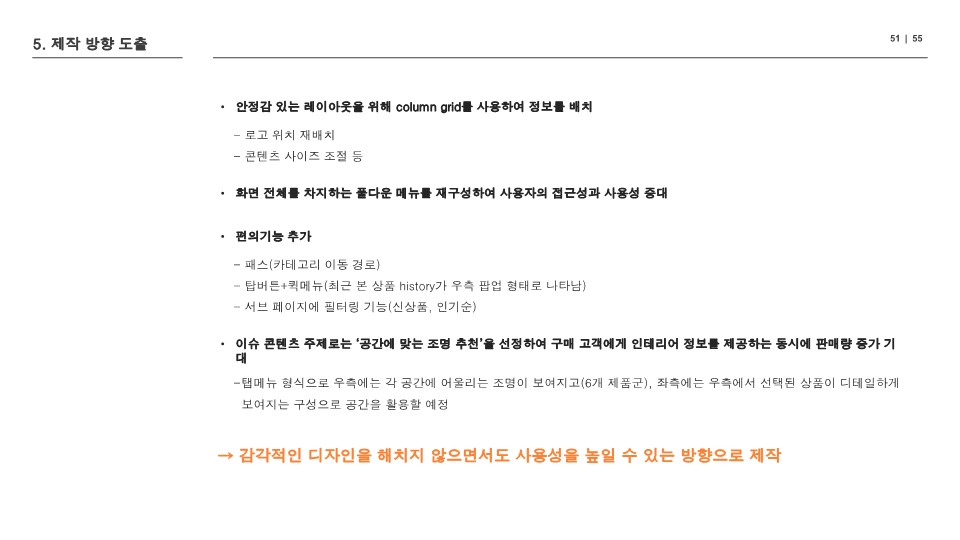 5. 제작 방향 도출
51 | 55
• 안정감 있는 레이아웃을 위해 column grid를 사용하여 정보를 배치
– 로고 위치 재배치
– 콘텐츠 사이즈 조절 등
• 화면 전체를 차지하는 풀다운 메뉴를 재구성하여 사용자의 접근성과 사용성 증대
• 편의기능 추가
– 패스(카테고리 이동 경로)
– 탑버튼+퀵메뉴(최근 본 상품 history가 우측 팝업 형태로 나타남)
– 서브 페이지에 필터링 기능(신상품, 인기순)
• 이슈 콘텐츠 주제로는 ‘공간에 맞는 조명 추천’을 선정하여 구매 고객에게 인테리어 정보를 제공하는 동시에 판매량 증가 기
대
–탭메뉴 형식으로 우측에는 각 공간에 어울리는 조명이 보여지고(6개 제품군), 좌측에는 우측에서 선택된 상품이 디테일하게
보여지는 구성으로 공간을 활용할 예정
→ 감각적인 디자인을 해치지 않으면서도 사용성을 높일 수 있는 방향으로 제작